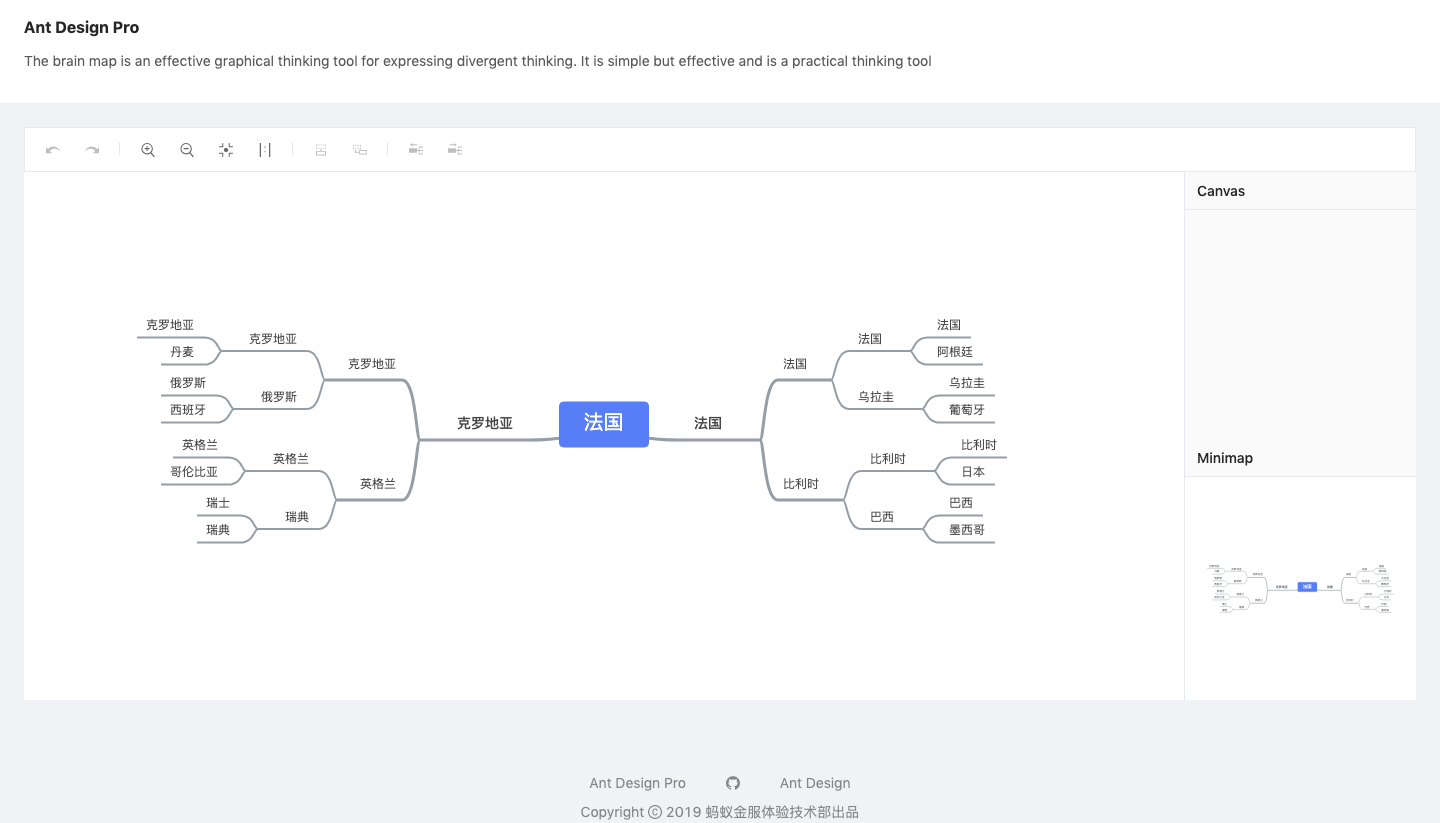 Ant Design Pro
The brain map is an effective graphical thinking tool for expressing divergent thinking. It is simple but effective and is a practical thinking tool
Canvas
克罗地亚
丹麦
克罗地亚
俄罗斯
西班牙
俄罗斯
克罗地亚
英格兰
哥伦比亚
英格兰
瑞士
瑞典
瑞典
英格兰
克罗地亚
法国
法国
法国
法国
法国
阿根廷
乌拉圭
乌拉圭
葡萄牙
比利时
比利时
比利时
日本
巴西
巴西
墨西哥
Minimap
法国
Ant Design Pro
Ant Design
Copyright © 2019 蚂蚁金服体验技术部出品